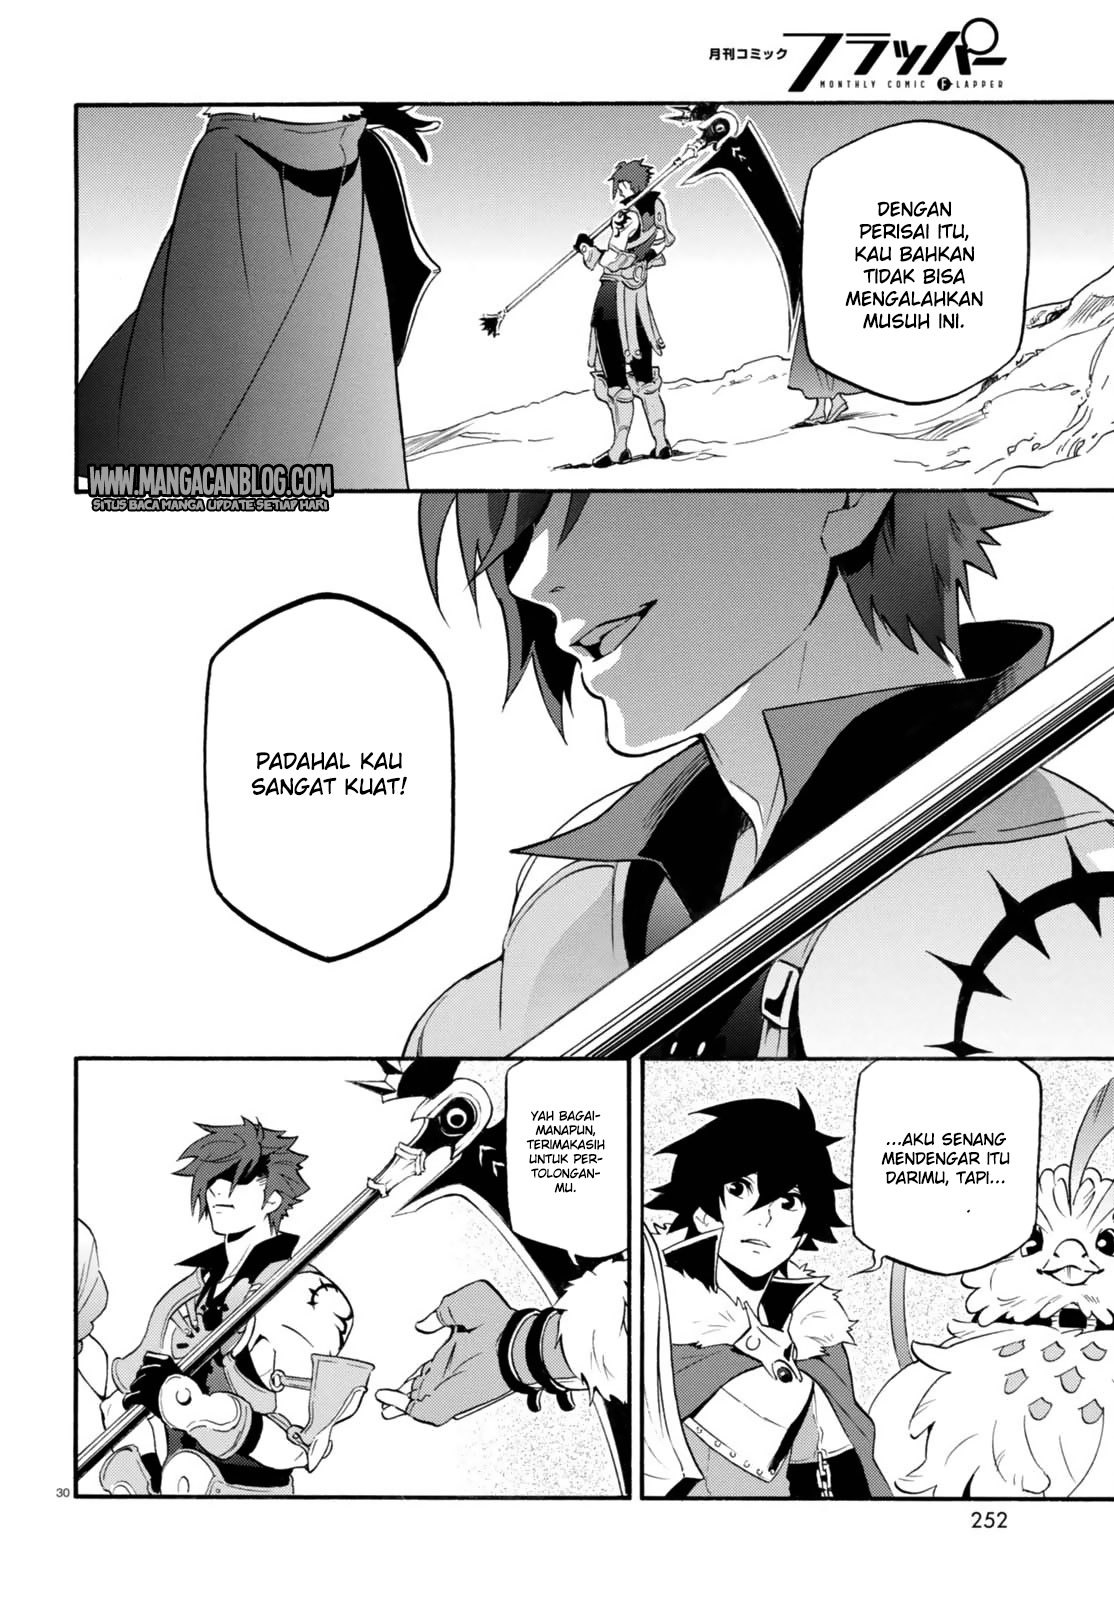 月刊コミック フラッパー
MONTHLY COMIC FLAPPER
DENGAN
PERISAI ITU,
KAU BAHKAN
TIDAK BISA
MENGALAHKAN
MUSUH INI.
WWW.MANGACANBLOG.COM
SITUS BACA MANGA UPDATE SETIAP HARI
PADAHAL KAU
SANGAT KUAT!
...AKU SENANG
MENDENGAR ITU
DARIMU, TAPI...
YAH BAGAI-
MANAPUN,
TERIMAKASIH
UNTUK PER-
TOLONGAN-
MU.
30
252